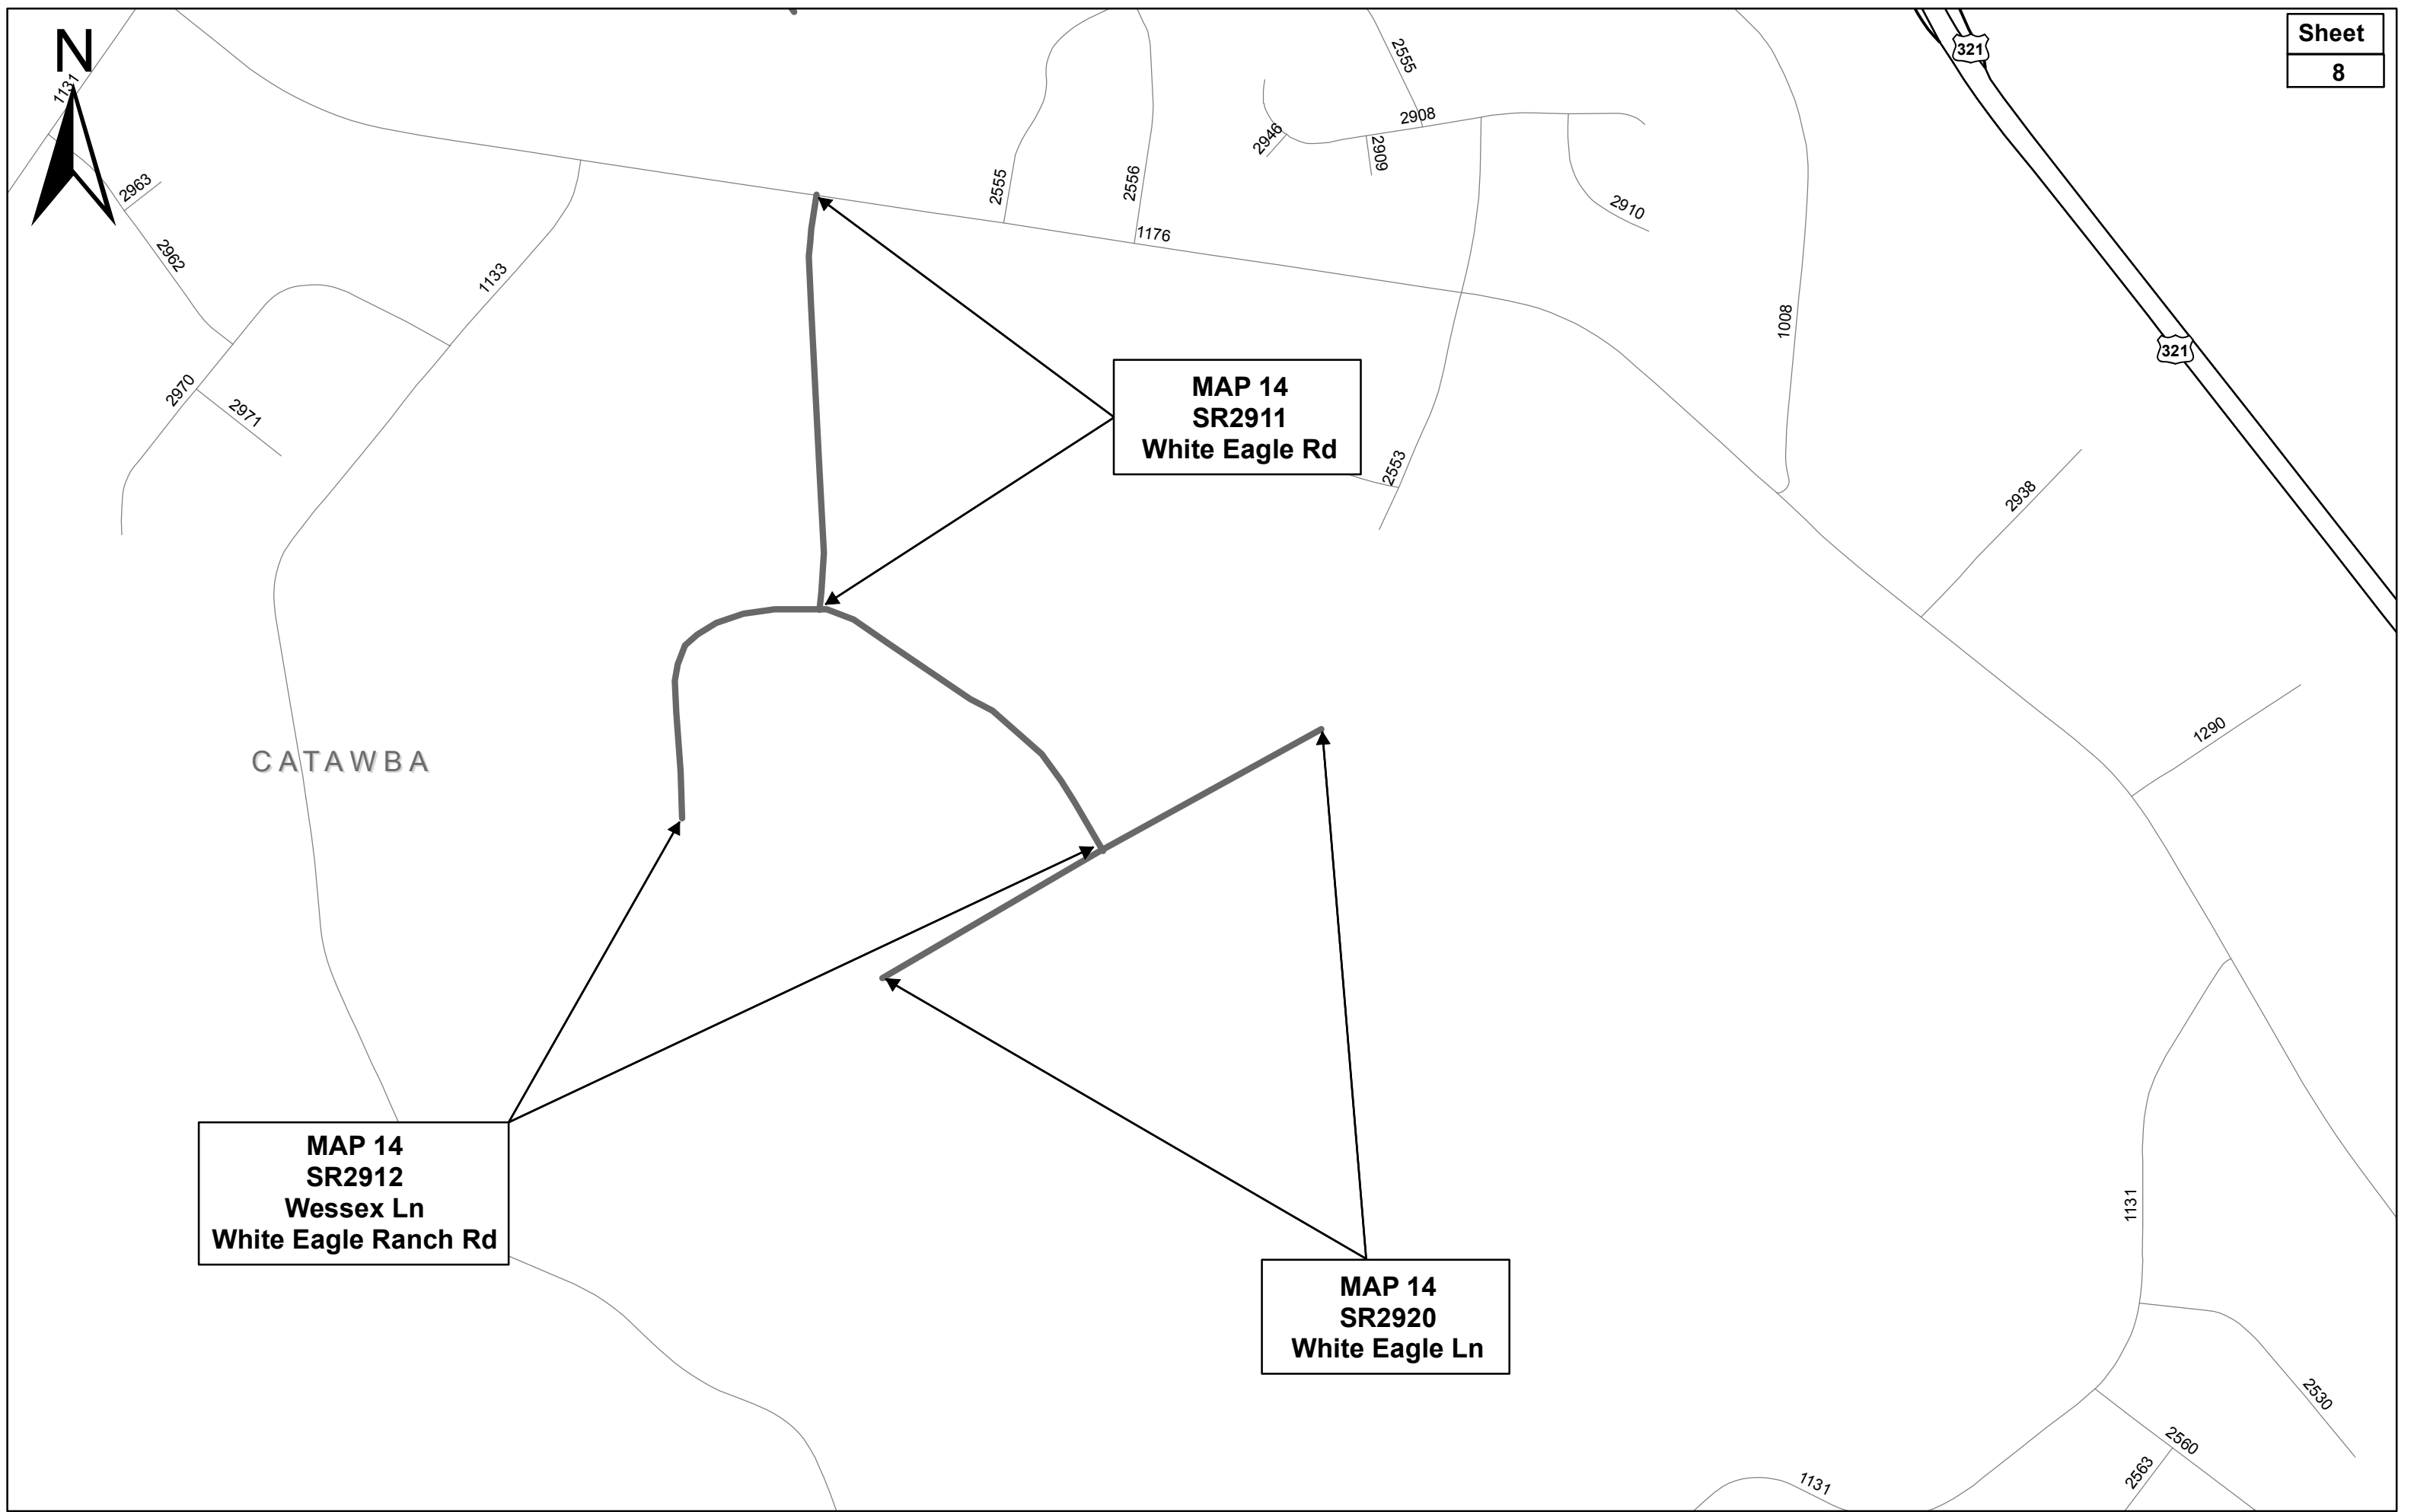 N
Sheet
8
321
321
1131
2963
2962
1133
2970
2971
2555
2556
1176
2555
2908
2946
2909
2910
1008
2553
2938
1290
MAP 14
SR2911
White Eagle Rd
CATAWBA
MAP 14
SR2912
Wessex Ln
White Eagle Ranch Rd
MAP 14
SR2920
White Eagle Ln
1131
2530
2560
2563
1131